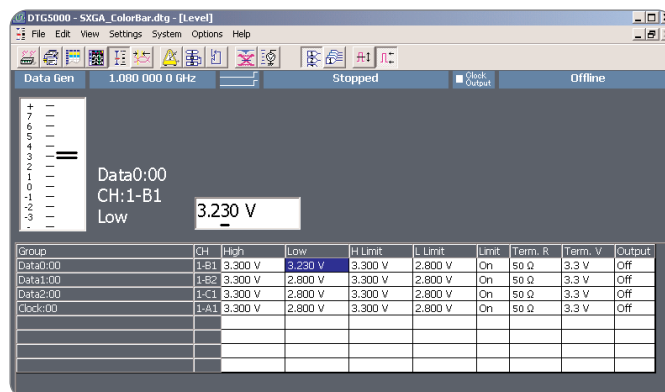 DTG5000 - SXGA_ColorBar.dtg - [Level]
File Edit View Settings System Options Help
Data Gen 1.080 000 0 GHz Stopped Clock Output Offline
+
7
6
5
4
3
2
1
0
-1
-2
-3
-
Data0:00
CH:1-B1
Low 3.230 V
Group CH High Low H Limit L Limit Limit Term. R Term. V Output
Data0:00 1-B1 3.300 V 3.230 V 3.300 V 2.800 V On 50 Ω 3.3 V Off
Data1:00 1-B2 3.300 V 2.800 V 3.300 V 2.800 V On 50 Ω 3.3 V Off
Data2:00 1-C1 3.300 V 2.800 V 3.300 V 2.800 V On 50 Ω 3.3 V Off
Clock:00 1-A1 3.300 V 2.800 V 3.300 V 2.800 V On 50 Ω 3.3 V Off